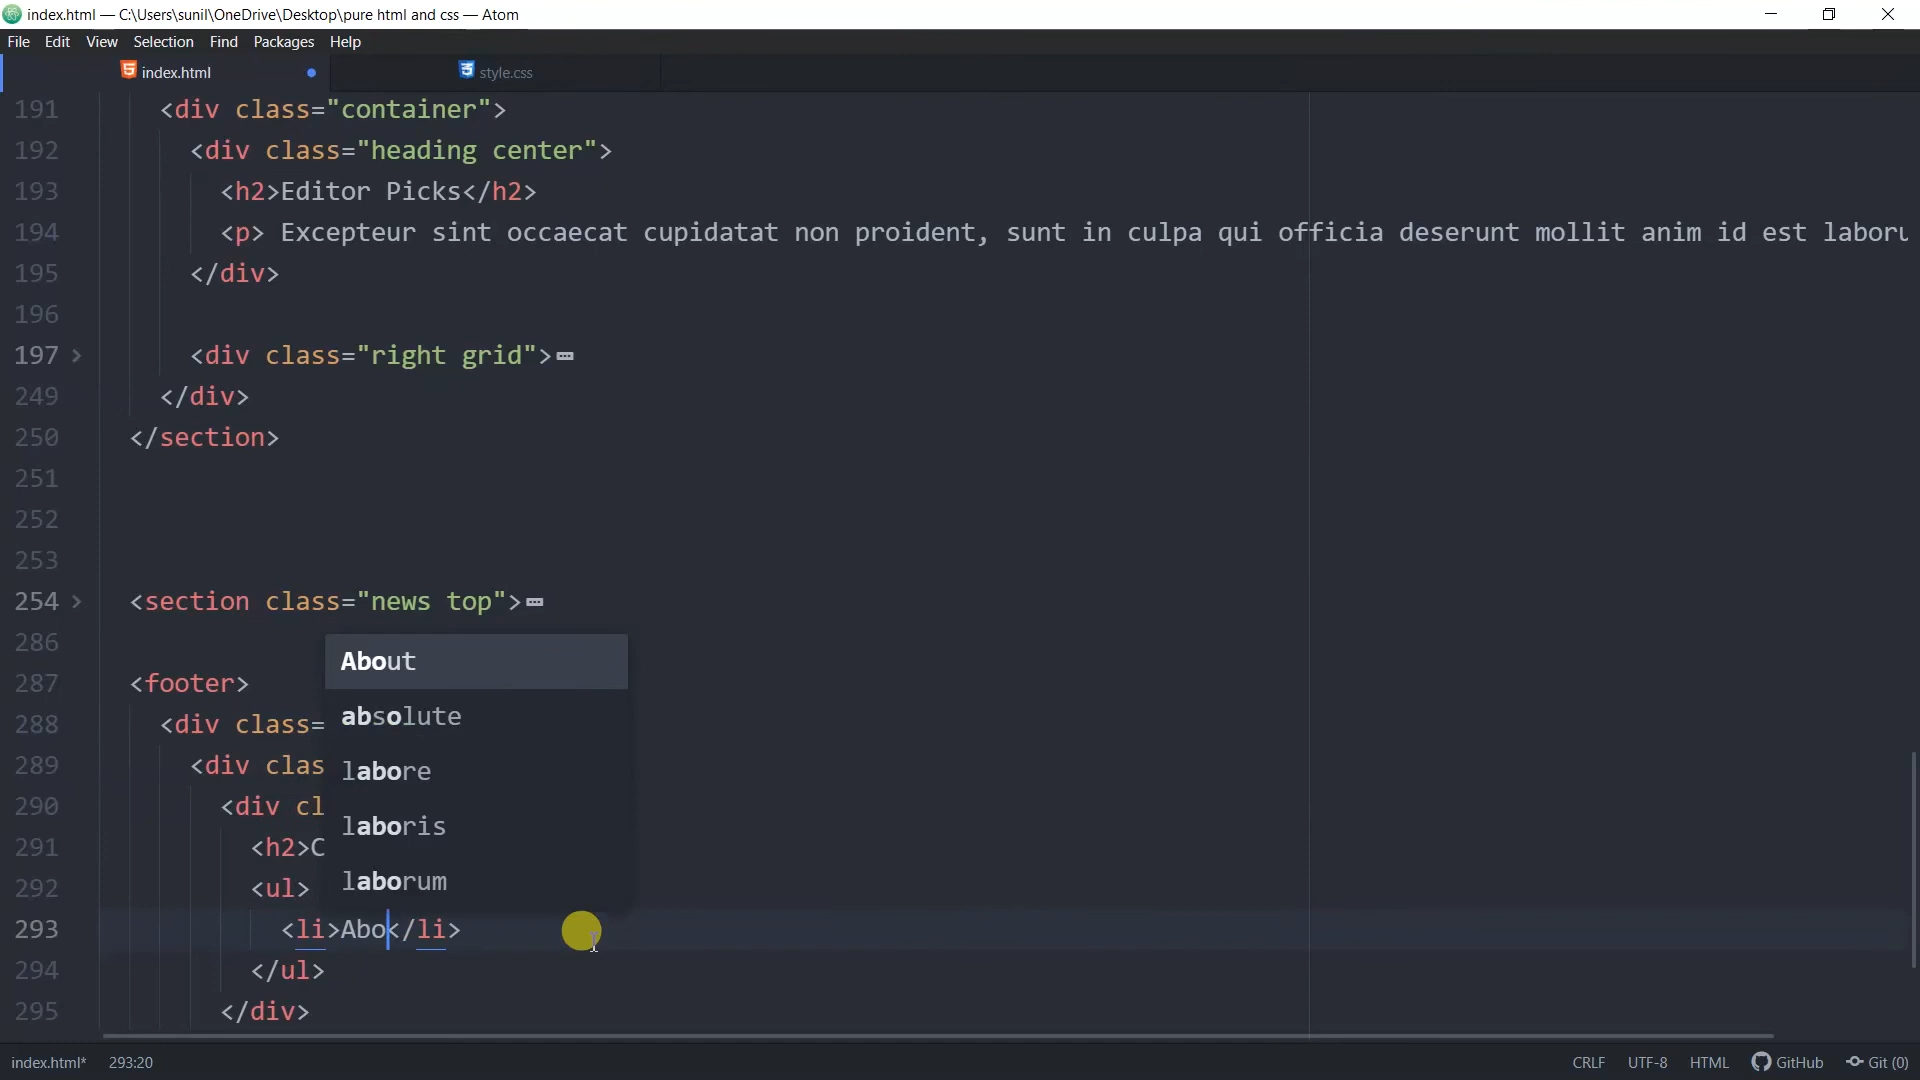 index.html — C:\Users\sunil\OneDrive\Desktop\pure html and css — Atom
File Edit View Selection Find Packages Help
index.html style.css
191 <div class="container">
192 <div class="heading center">
193 <h2>Editor Picks</h2>
194 <p> Excepteur sint occaecat cupidatat non proident, sunt in culpa qui officia deserunt mollit anim id est laboru
195 </div>
196
197 <div class="right grid">
249 </div>
250 </section>
251
252
253
254 <section class="news top">
286
About
287 <footer>
absolute
288 <div class=
289 <div clas
labore
290 <div cl
laboris
291 <h2>C
292 <ul>
laborum
293 <li>Abo</li>
294 </ul>
295 </div>
index.html* 293:20 CRLF UTF-8 HTML GitHub Git (0)